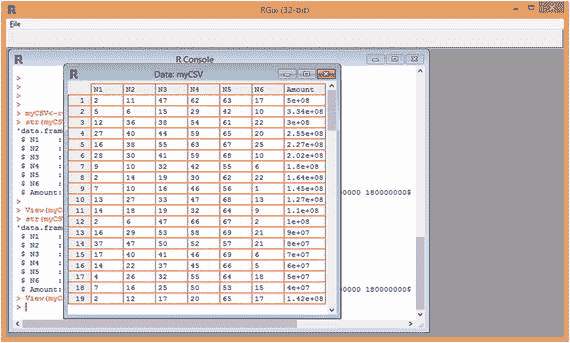 RGui (32-bit)
File
R Console
Data: myCSV
N1 N2 N3 N4 N5 N6 Amount
1 2 11 47 62 63 17 5e+08
2 5 6 15 29 42 10 3.34e+08
3 12 36 38 54 61 22 3e+08
4 27 40 44 59 65 20 2.55e+08
5 16 38 55 63 67 25 2.27e+08
6 28 30 41 59 68 10 2.02e+08
7 9 10 32 42 55 6 1.8e+08
8 2 14 19 30 62 22 1.64e+08
9 7 10 16 46 56 1 1.45e+08
10 13 27 33 47 68 13 1.27e+08
11 14 18 19 32 64 9 1.1e+08
12 2 6 47 66 67 2 1e+08
13 16 29 53 58 69 21 9e+07
14 37 47 50 52 57 21 8e+07
15 17 40 41 46 69 6 7e+07
16 14 22 37 45 66 5 6e+07
17 4 26 32 55 64 18 5e+07
18 7 16 25 50 53 15 4e+07
19 2 12 17 20 65 17 1.42e+08
>
>
>
>
> myCSV<-r
> str(myCS
'data.fram
$ N1 :
$ N2 :
$ N3 :
$ N4 :
$ N5 :
$ N6 :
$ Amount: 00000 180000000$
>
> View(myC
> str(myCS
'data.fram
$ N1 :
$ N2 :
$ N3 :
$ N4 :
$ N5 :
$ N6 :
$ Amount: 00000 180000000$
> View(myC
>